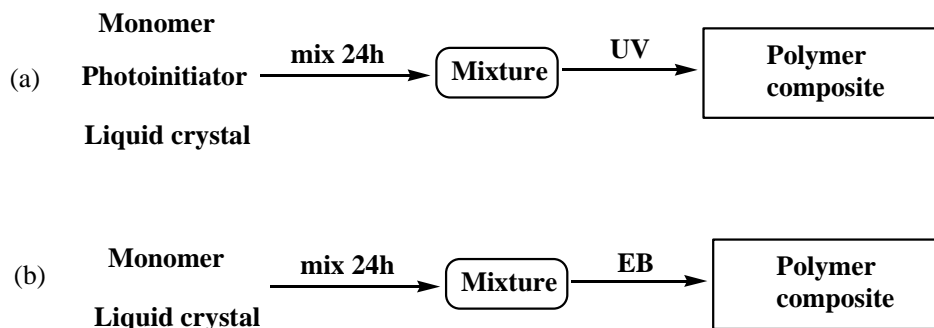 (a)
Monomer
Photoinitiator
Liquid crystal
mix 24h
Mixture
UV
Polymer
composite
(b)
Monomer
Liquid crystal
mix 24h
Mixture
EB
Polymer
composite